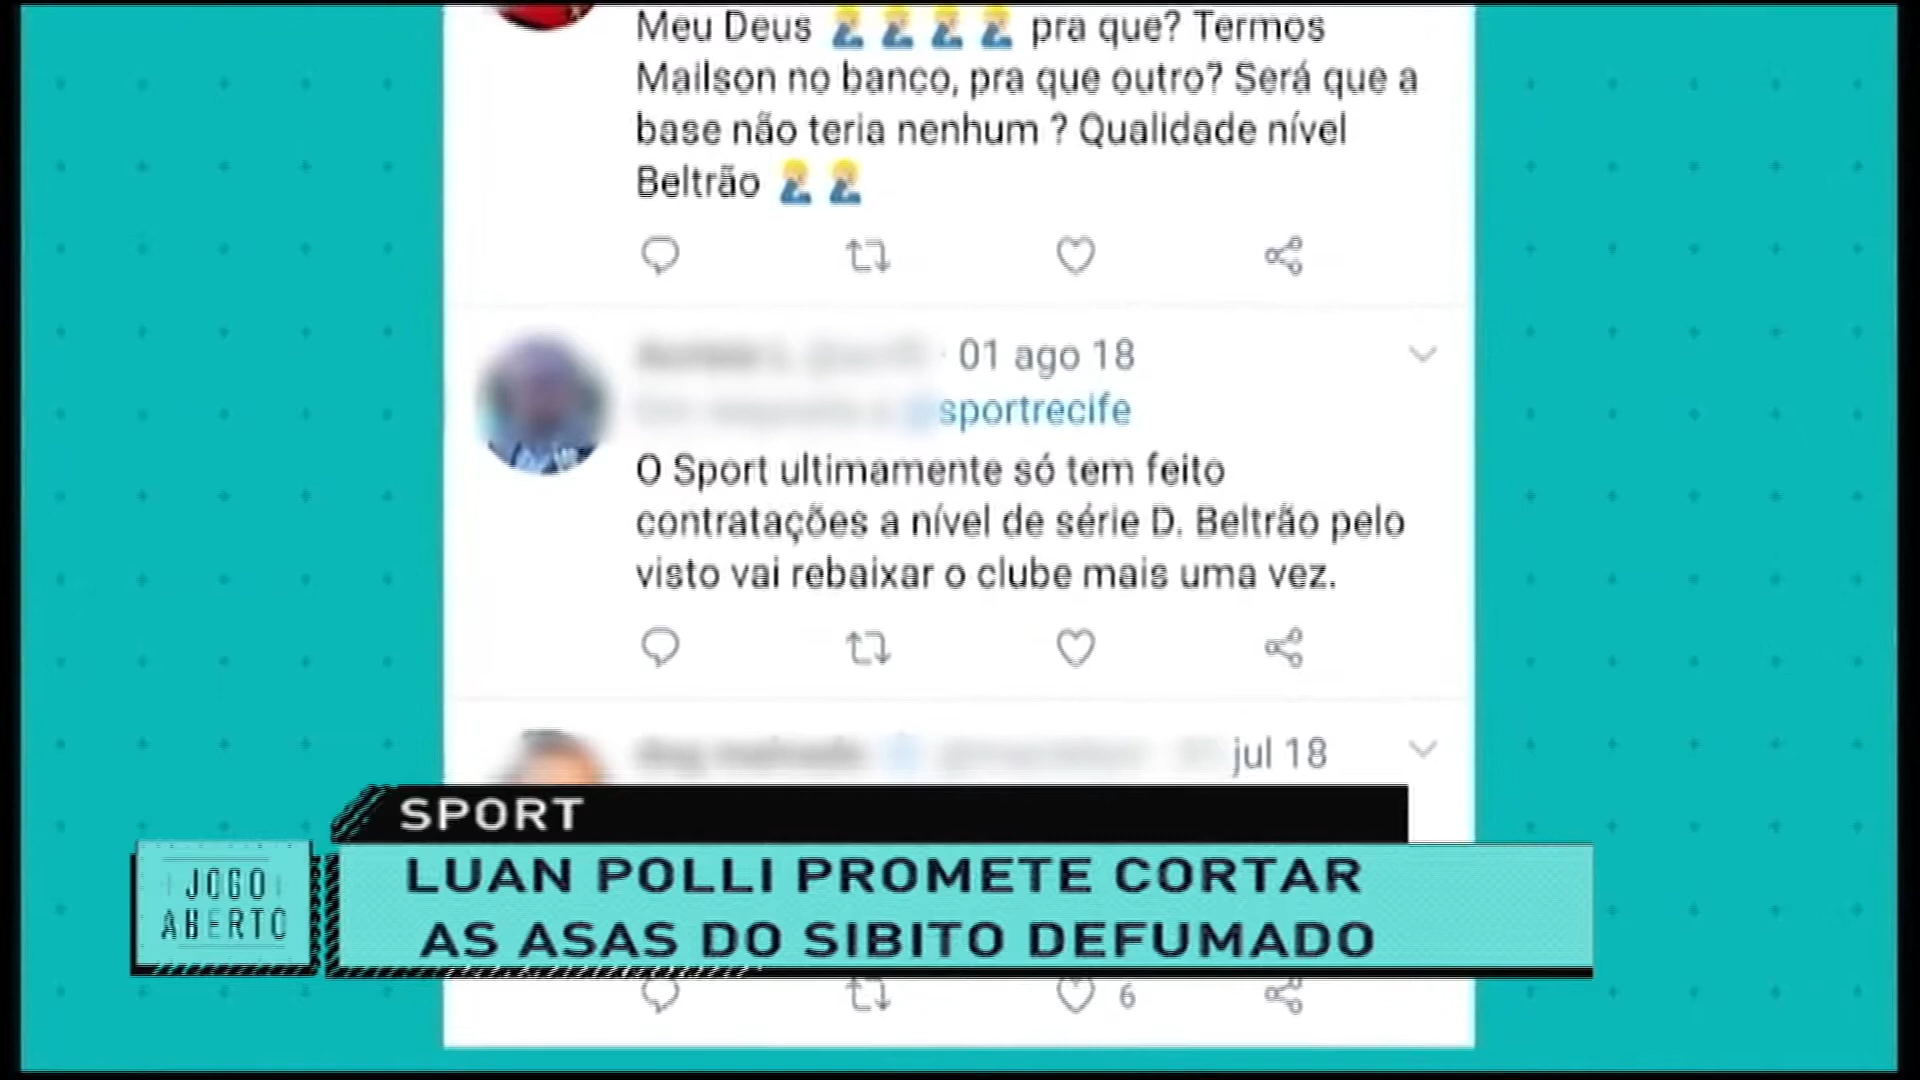 Meu Deus 🤦🏼‍♂️🤦🏼‍♂️🤦🏼‍♂️🤦🏼‍♂️ pra que? Termos
Mailson no banco, pra que outro? Será que a
base não teria nenhum ? Qualidade nível
Beltrão 🤦🏼‍♂️🤦🏼‍♂️
· 01 ago 18
@sportrecife
O Sport ultimamente só tem feito
contratações a nível de série D. Beltrão pelo
visto vai rebaixar o clube mais uma vez.
jul 18
SPORT
LUAN POLLI PROMETE CORTAR
AS ASAS DO SIBITO DEFUMADO
JOGO
ABERTO
6